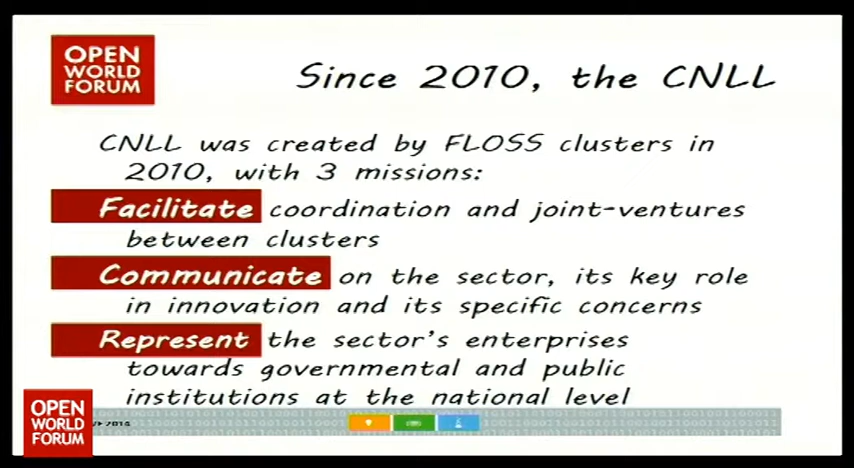 OPEN
WORLD
FORUM
Since 2010, the CNLL
CNLL was created by FLOSS clusters in
2010, with 3 missions:
Facilitate coordination and joint-ventures
between clusters
Communicate on the sector, its key role
in innovation and its specific concerns
Represent the sector's enterprises
towards governmental and public
institutions at the national level
OPEN
WORLD
FORUM
2014